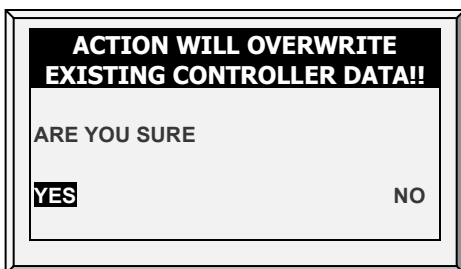 ACTION WILL OVERWRITE
EXISTING CONTROLLER DATA!!
ARE YOU SURE
YES NO